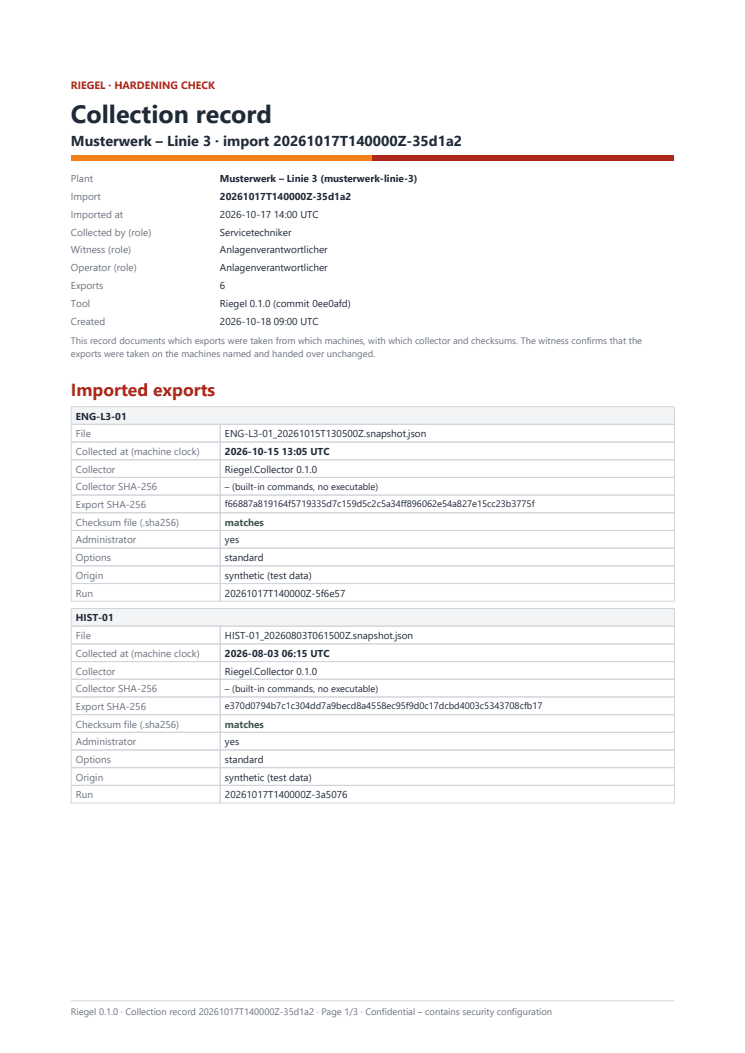 RIEGEL · HARDENING CHECK
Collection record
Musterwerk – Linie 3 · import 20261017T140000Z-35d1a2
Plant Musterwerk – Linie 3 (musterwerk-linie-3)
Import 20261017T140000Z-35d1a2
Imported at 2026-10-17 14:00 UTC
Collected by (role) Servicetechniker
Witness (role) Anlagenverantwortlicher
Operator (role) Anlagenverantwortlicher
Exports 6
Tool Riegel 0.1.0 (commit 0ee0afd)
Created 2026-10-18 09:00 UTC
This record documents which exports were taken from which machines, with which collector and checksums. The witness confirms that the
exports were taken on the machines named and handed over unchanged.
Imported exports
ENG-L3-01
File ENG-L3-01_20261015T130500Z.snapshot.json
Collected at (machine clock) 2026-10-15 13:05 UTC
Collector Riegel.Collector 0.1.0
Collector SHA-256 – (built-in commands, no executable)
Export SHA-256 f66887a819164f5719335d7c159d5c2c5a34ff896062e54a827e15cc23b3775f
Checksum file (.sha256) matches
Administrator yes
Options standard
Origin synthetic (test data)
Run 20261017T140000Z-5f6e57
HIST-01
File HIST-01_20260803T061500Z.snapshot.json
Collected at (machine clock) 2026-08-03 06:15 UTC
Collector Riegel.Collector 0.1.0
Collector SHA-256 – (built-in commands, no executable)
Export SHA-256 e370d0794b7c1c304dd7a9becd8a4558ec95f9d0c17dcbd4003c5343708cfb17
Checksum file (.sha256) matches
Administrator yes
Options standard
Origin synthetic (test data)
Run 20261017T140000Z-3a5076
Riegel 0.1.0 · Collection record 20261017T140000Z-35d1a2 · Page 1/3 · Confidential – contains security configuration